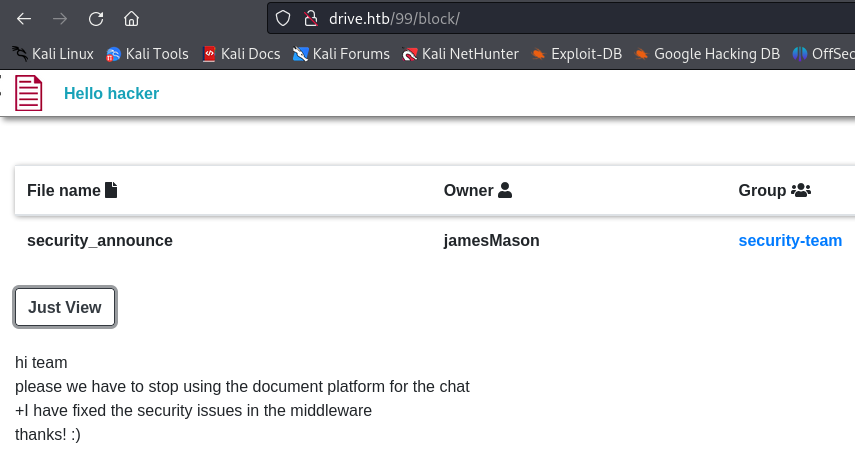 drive.htb/99/block/
Kali Linux Kali Tools Kali Docs Kali Forums Kali NetHunter Exploit-DB Google Hacking DB OffSec
Hello hacker
File name Owner Group
security_announce jamesMason security-team
Just View
hi team
please we have to stop using the document platform for the chat
+I have fixed the security issues in the middleware
thanks! :)